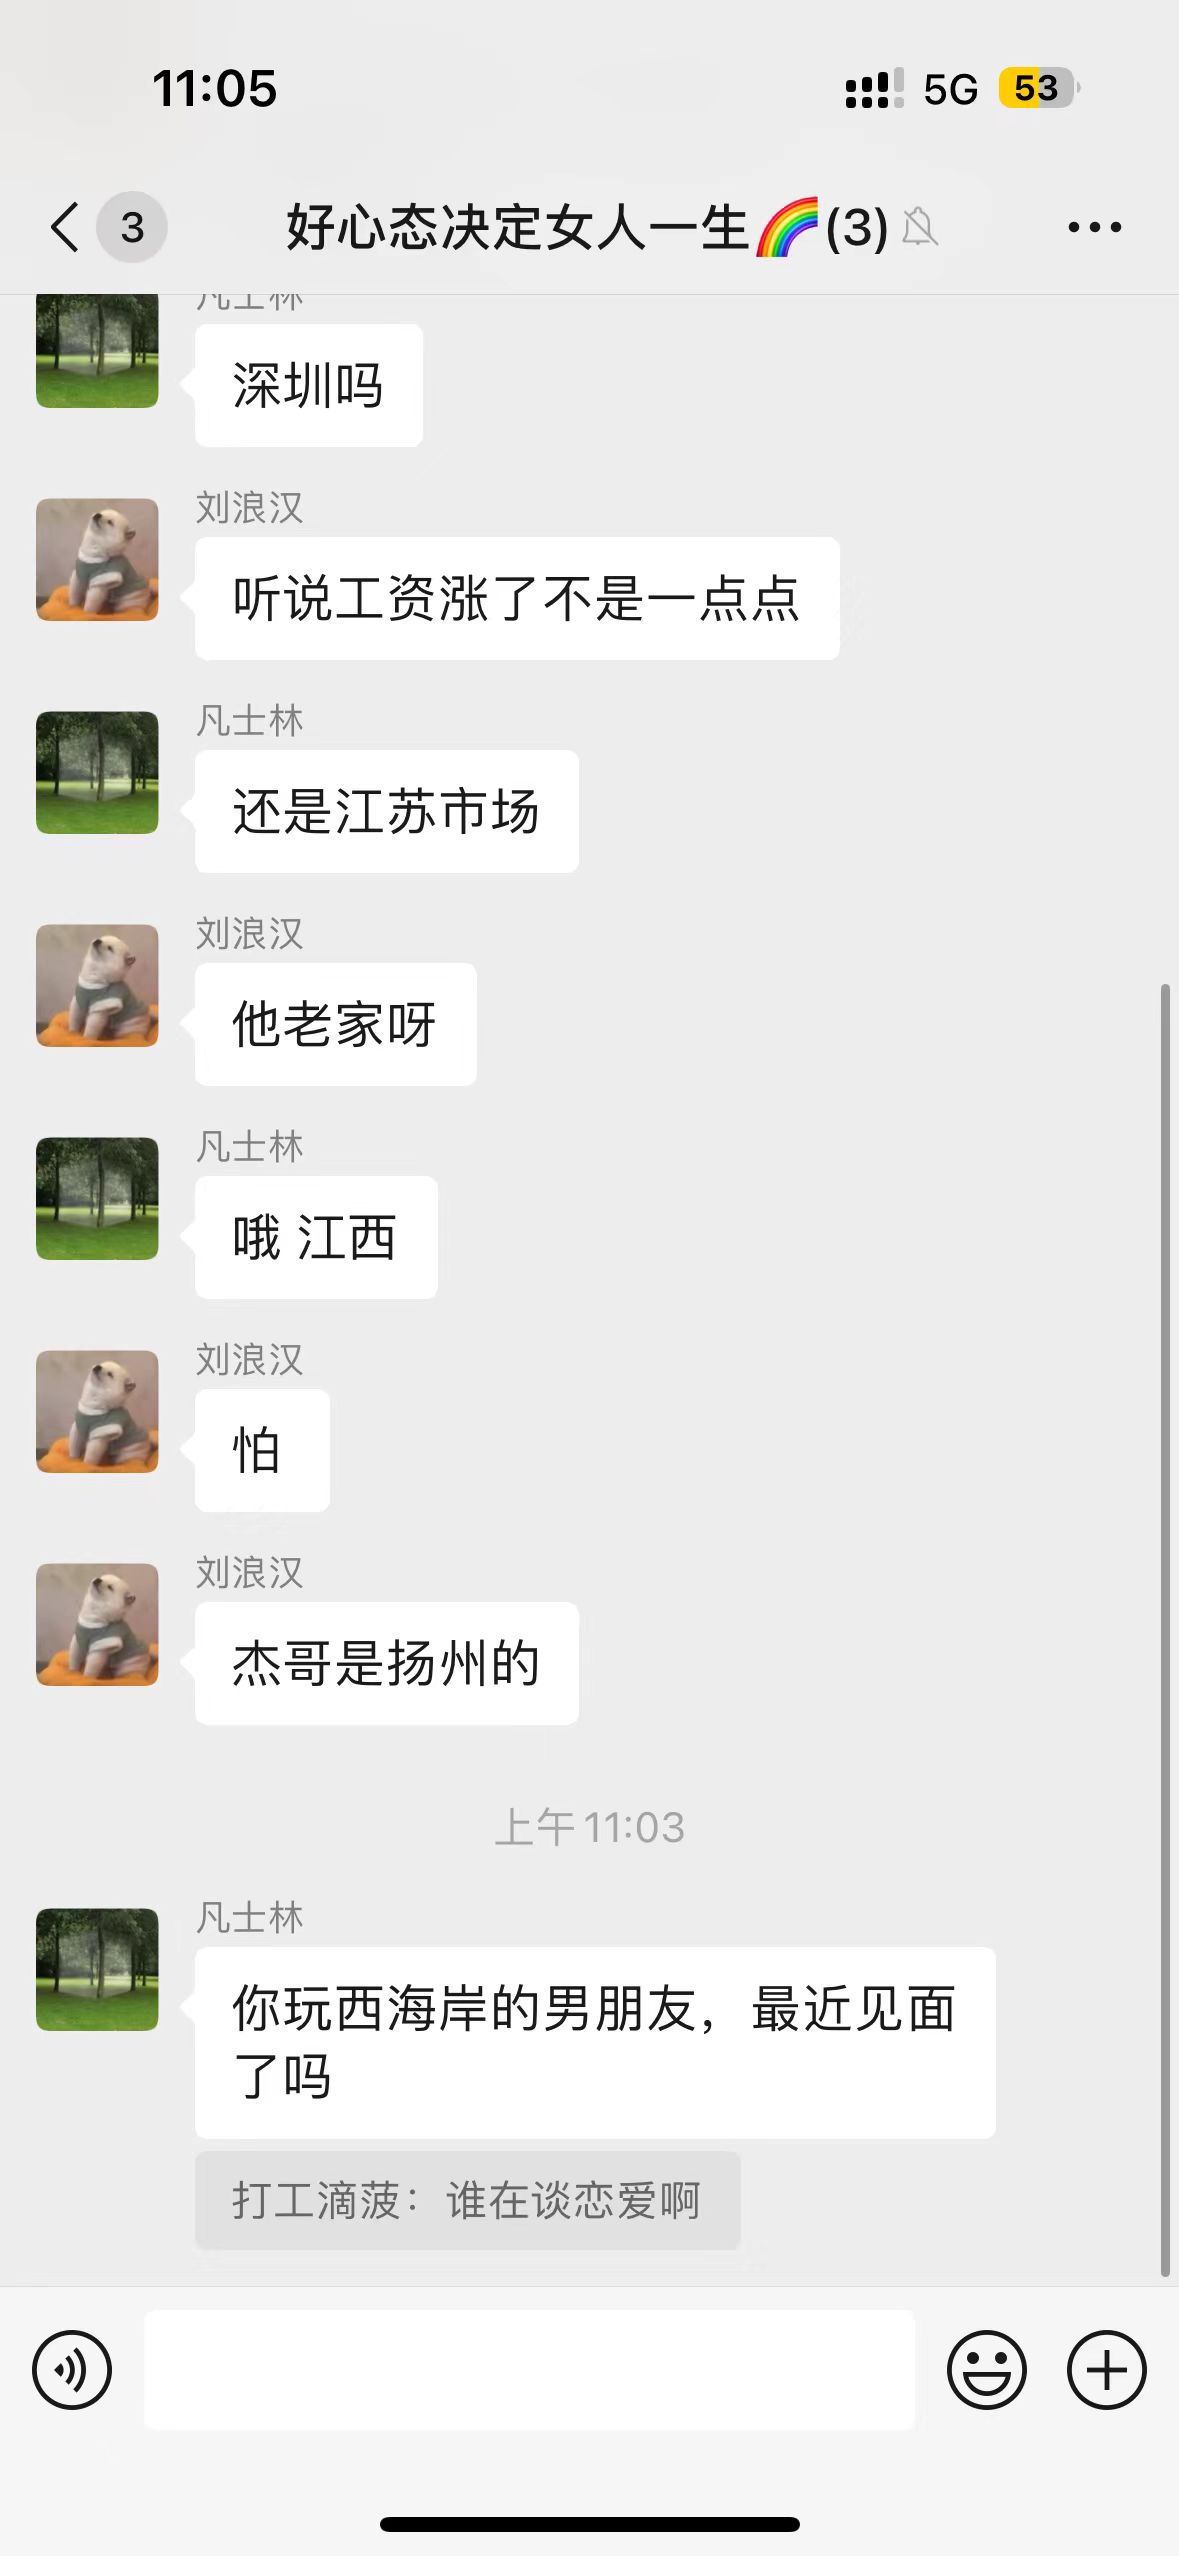 11:05
5G
53
3
好心态决定女人一生🌈(3)
凡士林
深圳吗
刘浪汉
听说工资涨了不是一点点
凡士林
还是江苏市场
刘浪汉
他老家呀
凡士林
哦 江西
刘浪汉
怕
刘浪汉
杰哥是扬州的
上午 11:03
凡士林
你玩西海岸的男朋友，最近见面
了吗
打工滴菠：谁在谈恋爱啊